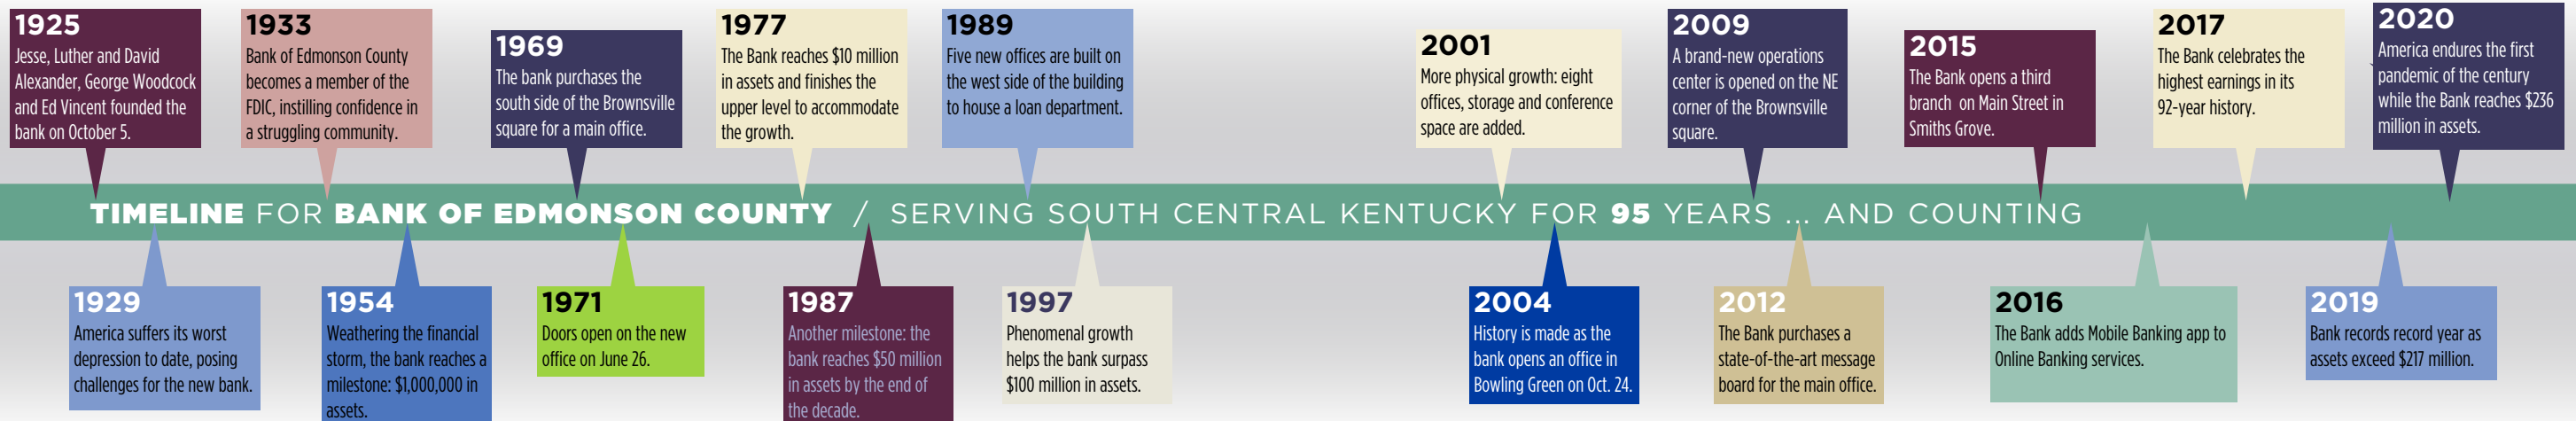 1925
Jesse, Luther and David
Alexander, George Woodcock
and Ed Vincent founded the
bank on October 5.
1933
Bank of Edmonson County
becomes a member of the
FDIC, instilling confidence in
a struggling community.
1969
The bank purchases the
south side of the Brownsville
square for a main office.
1977
The Bank reaches $10 million
in assets and finishes the
upper level to accommodate
the growth.
1989
Five new offices are built on
the west side of the building
to house a loan department.
2001
More physical growth: eight
offices, storage and conference
space are added.
2009
A brand-new operations
center is opened on the NE
corner of the Brownsville
square.
2015
The Bank opens a third
branch on Main Street in
Smiths Grove.
2017
The Bank celebrates the
highest earnings in its
92-year history.
2020
America endures the first
pandemic of the century
while the Bank reaches $236
million in assets.
TIMELINE FOR BANK OF EDMONSON COUNTY / SERVING SOUTH CENTRAL KENTUCKY FOR 95 YEARS ... AND COUNTING
1929
America suffers its worst
depression to date, posing
challenges for the new bank.
1954
Weathering the financial
storm, the bank reaches a
milestone: $1,000,000 in
assets.
1971
Doors open on the new
office on June 26.
1987
Another milestone: the
bank reaches $50 million
in assets by the end of
the decade.
1997
Phenomenal growth
helps the bank surpass
$100 million in assets.
2004
History is made as the
bank opens an office in
Bowling Green on Oct. 24.
2012
The Bank purchases a
state-of-the-art message
board for the main office.
2016
The Bank adds Mobile Banking app to
Online Banking services.
2019
Bank records record year as
assets exceed $217 million.